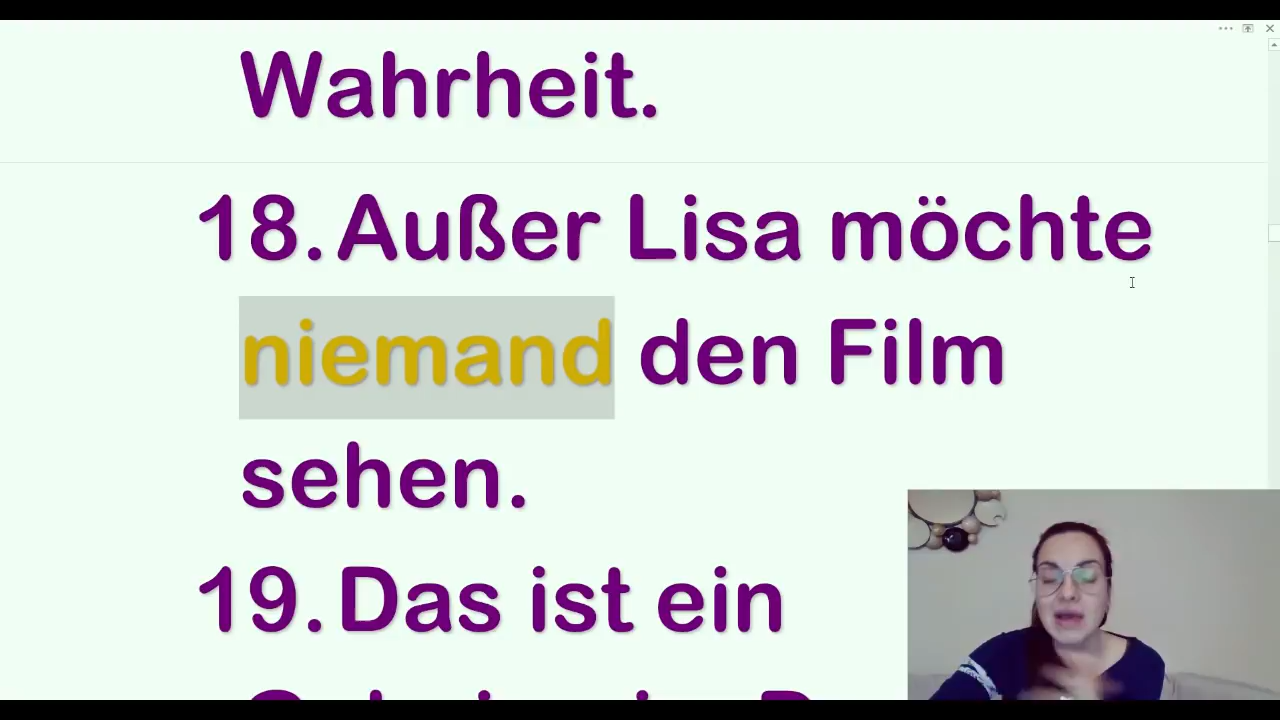 Wahrheit.
18. Außer Lisa möchte
niemand den Film
sehen.
19. Das ist ein